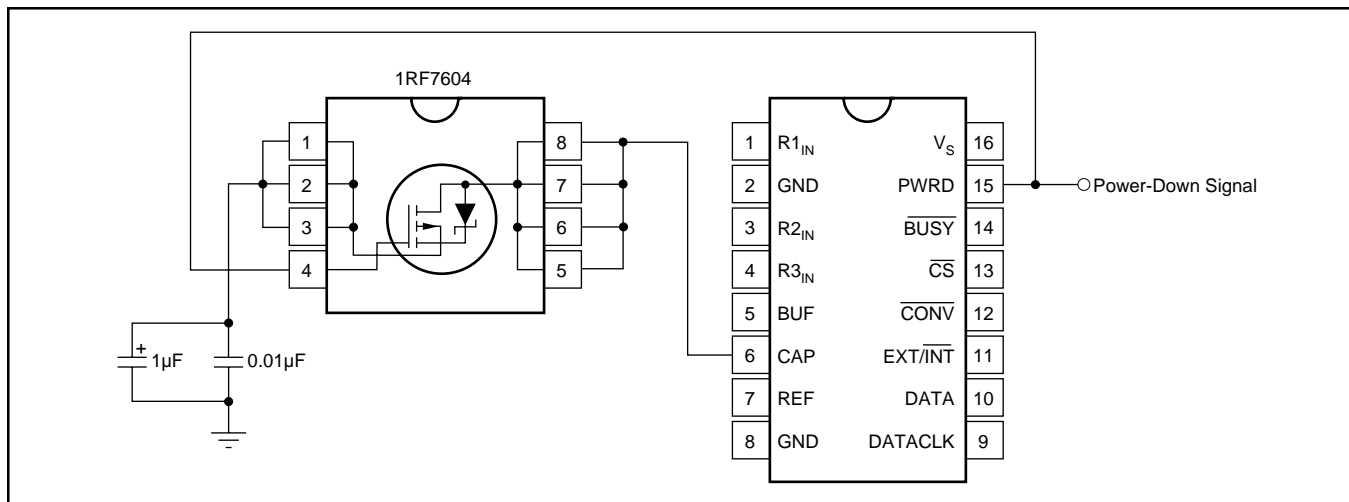 1RF7604
1
2
3
4
8
7
6
5
+
1µF
0.01µF
1 R1IN
2 GND
3 R2IN
4 R3IN
5 BUF
6 CAP
7 REF
8 GND
VS 16
PWRD 15
BUSY 14
CS 13
CONV 12
EXT/INT 11
DATA 10
DATACLK 9
Power-Down Signal